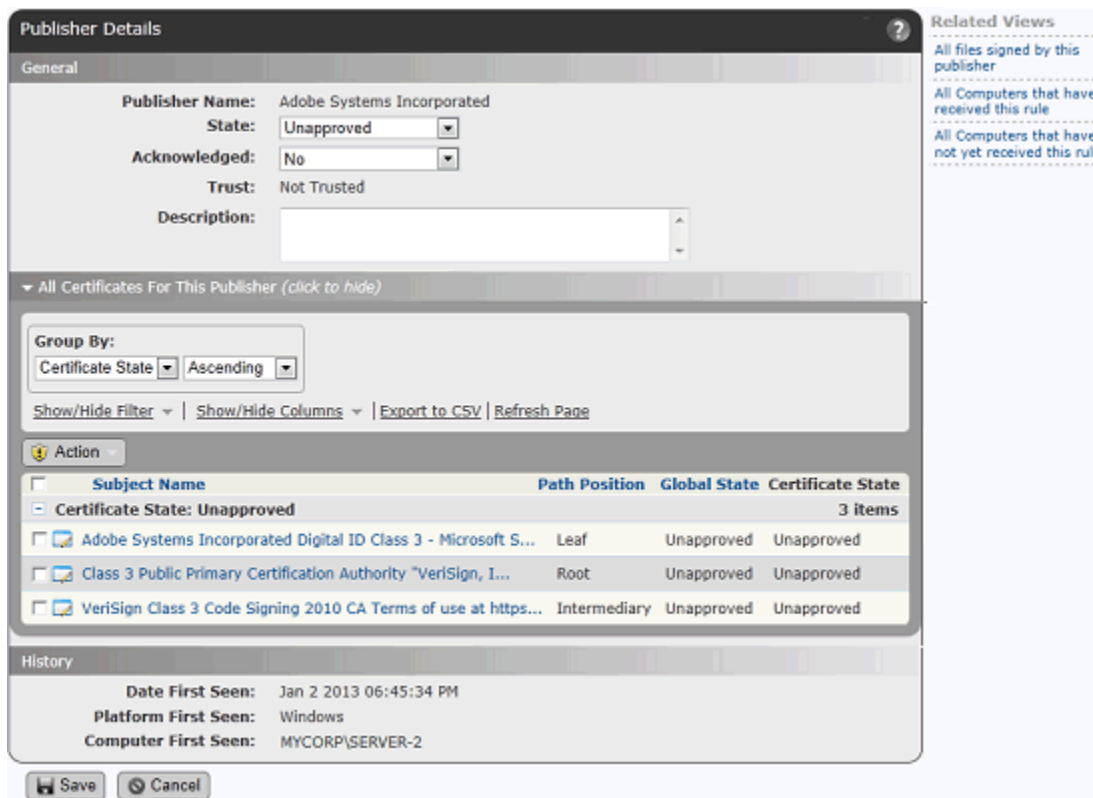 Publisher Details
?
General
Publisher Name: Adobe Systems Incorporated
State: Unapproved
Acknowledged: No
Trust: Not Trusted
Description:
All Certificates For This Publisher (click to hide)
Group By:
Certificate State Ascending
Show/Hide Filter | Show/Hide Columns | Export to CSV | Refresh Page
Action
Subject Name Path Position Global State Certificate State
Certificate State: Unapproved 3 items
Adobe Systems Incorporated Digital ID Class 3 - Microsoft S... Leaf Unapproved Unapproved
Class 3 Public Primary Certification Authority "VeriSign, I... Root Unapproved Unapproved
VeriSign Class 3 Code Signing 2010 CA Terms of use at https... Intermediary Unapproved Unapproved
History
Date First Seen: Jan 2 2013 06:45:34 PM
Platform First Seen: Windows
Computer First Seen: MYCORP\SERVER-2
Save Cancel
Related Views
All files signed by this
publisher
All Computers that have
received this rule
All Computers that have
not yet received this rul